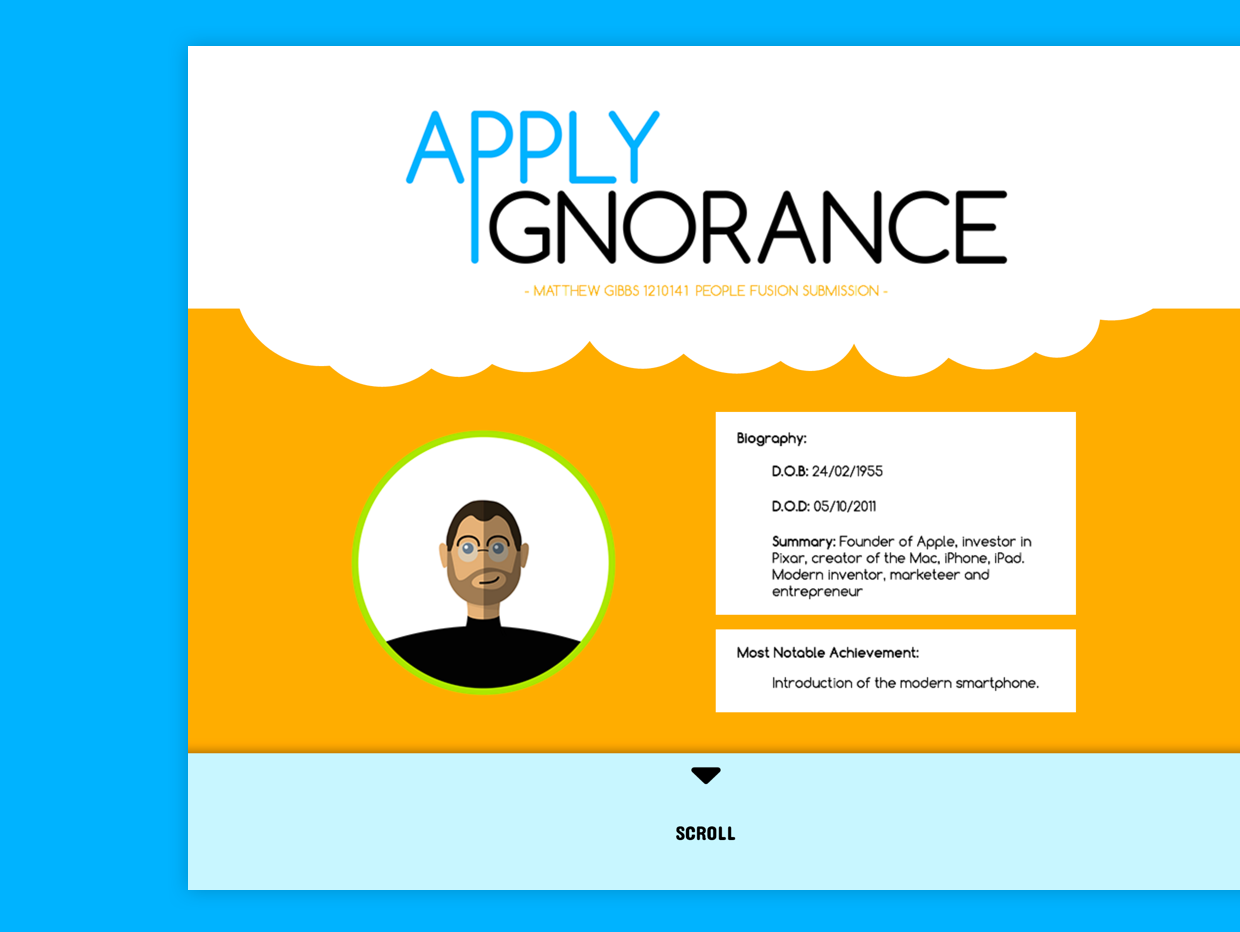 APPLY
IGNORANCE
- MATTHEW GIBBS 1210141 PEOPLE FUSION SUBMISSION -
Biography:
D.O.B: 24/02/1955
D.O.D: 05/10/2011
Summary: Founder of Apple, investor in
Pixar, creator of the Mac, iPhone, iPad.
Modern inventor, marketeer and
entrepreneur
Most Notable Achievement:
Introduction of the modern smartphone.
SCROLL